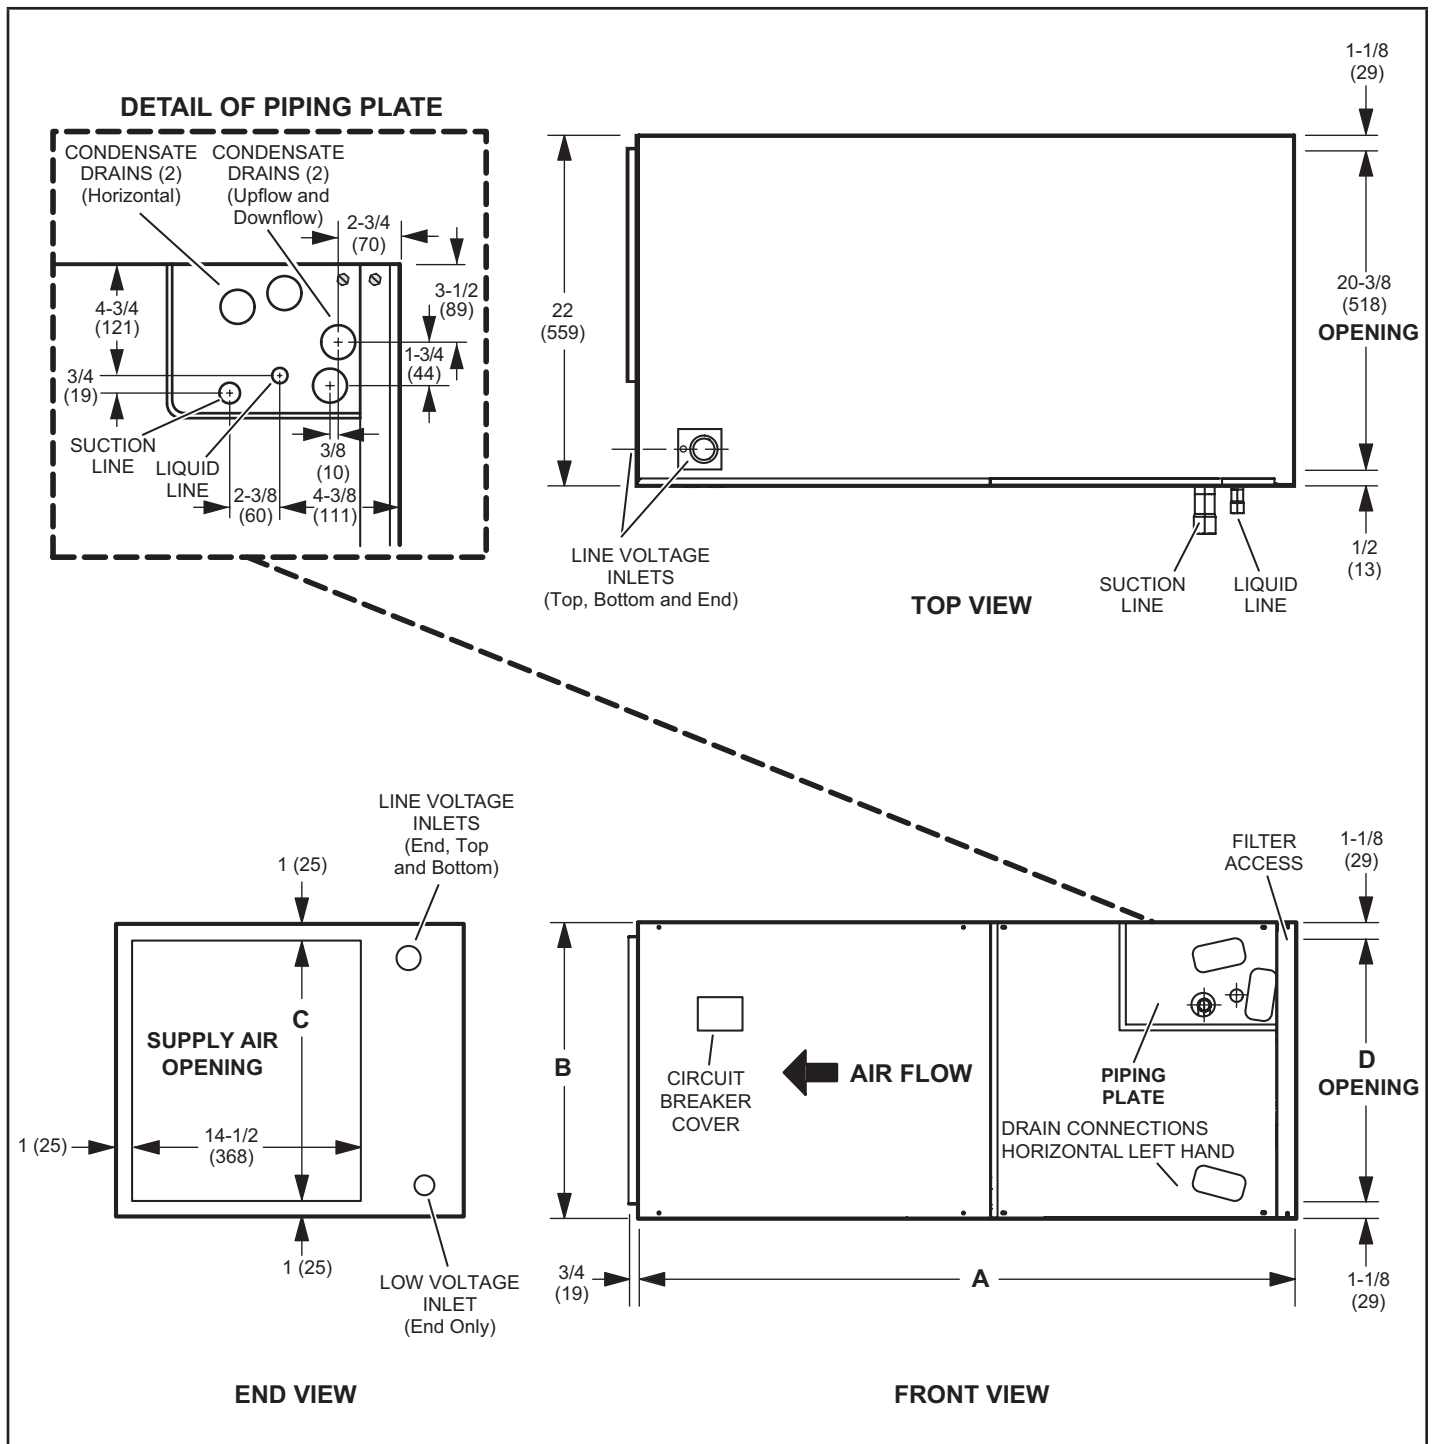 DETAIL OF PIPING PLATE
CONDENSATE
DRAINS (2)
(Horizontal)
CONDENSATE
DRAINS (2)
(Upflow and
Downflow)
2-3/4
(70)
4-3/4
(121)
3-1/2
(89)
1-3/4
(44)
3/4
(19)
SUCTION
LINE
LIQUID
LINE
3/8
(10)
2-3/8
(60)
4-3/8
(111)
1-1/8
(29)
22
(559)
20-3/8
(518)
OPENING
LINE VOLTAGE
INLETS
(Top, Bottom and End)
SUCTION
LINE
LIQUID
LINE
1/2
(13)
TOP VIEW
LINE VOLTAGE
INLETS
(End, Top
and Bottom)
1 (25)
C
SUPPLY AIR
OPENING
14-1/2
(368)
1 (25)
1 (25)
LOW VOLTAGE
INLET
(End Only)
END VIEW
FILTER
ACCESS
1-1/8
(29)
B
CIRCUIT
BREAKER
COVER
AIR FLOW
PIPING
PLATE
DRAIN CONNECTIONS
HORIZONTAL LEFT HAND
D
OPENING
3/4
(19)
A
1-1/8
(29)
FRONT VIEW